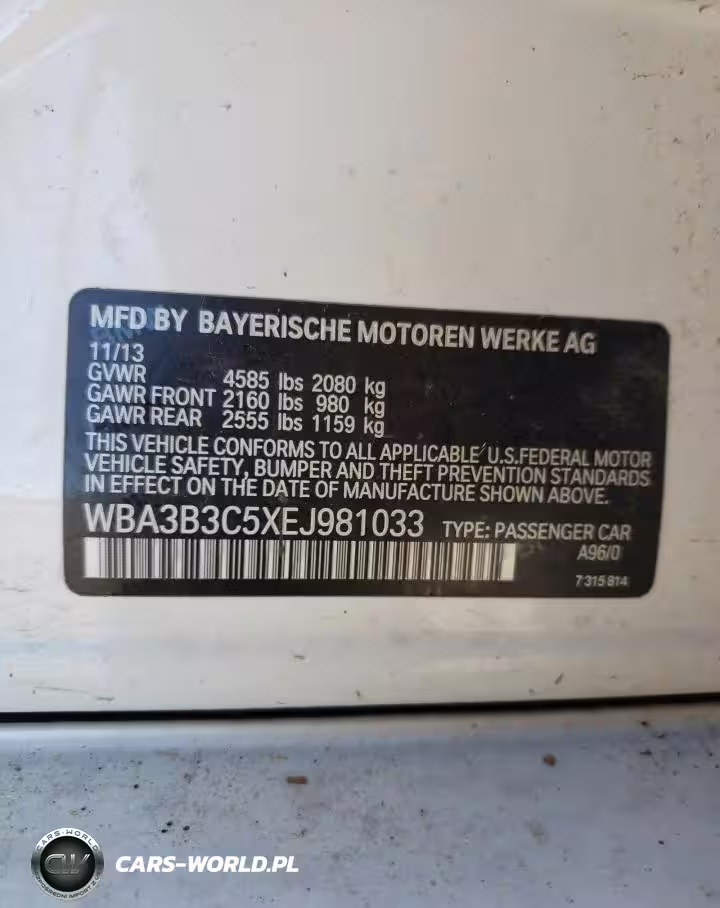 MFD BY BAYERISCHE MOTOREN WERKE AG
11/13
GVWR 4585 lbs 2080 kg
GAWR FRONT 2160 lbs 980 kg
GAWR REAR 2555 lbs 1159 kg
THIS VEHICLE CONFORMS TO ALL APPLICABLE U.S.FEDERAL MOTOR
VEHICLE SAFETY, BUMPER AND THEFT PREVENTION STANDARDS
IN EFFECT ON THE DATE OF MANUFACTURE SHOWN ABOVE.
WBA3B3C5XEJ981033 TYPE: PASSENGER CAR
A96/0
7 315 814
CARS-WORLD
CW
CARS-WORLD.PL